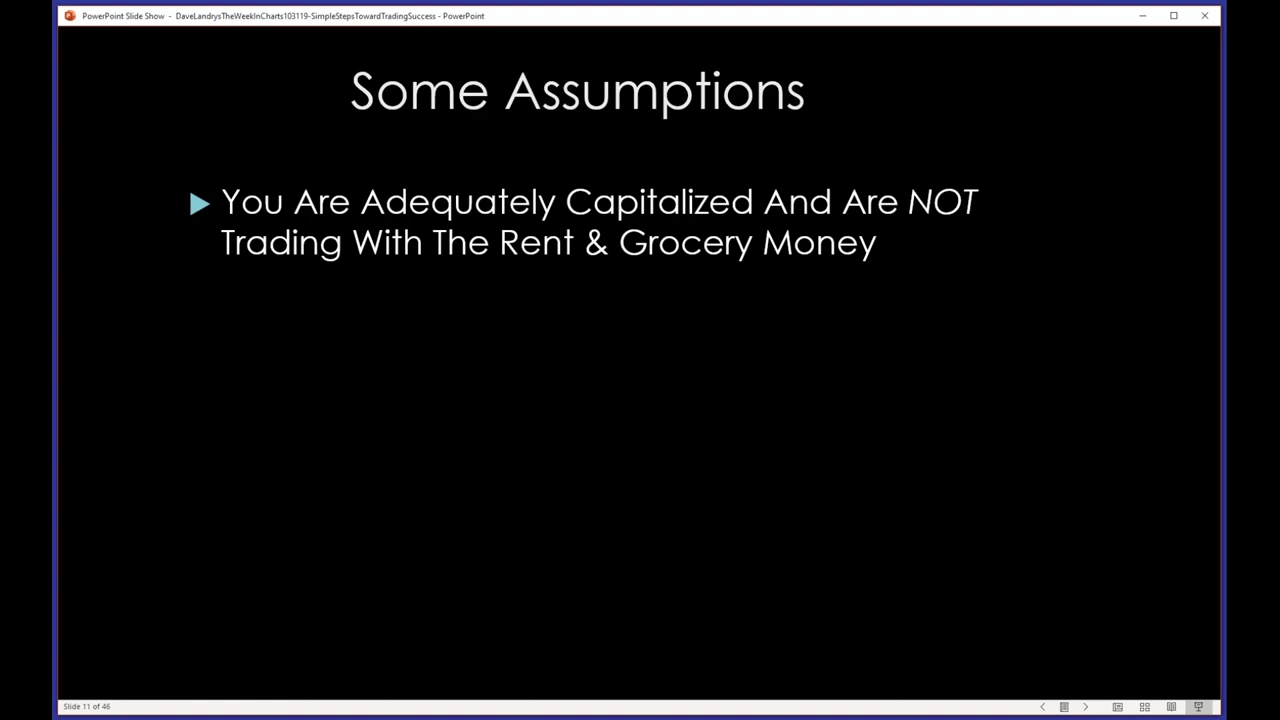 PowerPoint Slide Show - DaveLandrysTheWeekInCharts103119-SimpleStepsTowardTradingSuccess - PowerPoint
Some Assumptions
You Are Adequately Capitalized And Are NOT
Trading With The Rent & Grocery Money
Slide 11 of 46